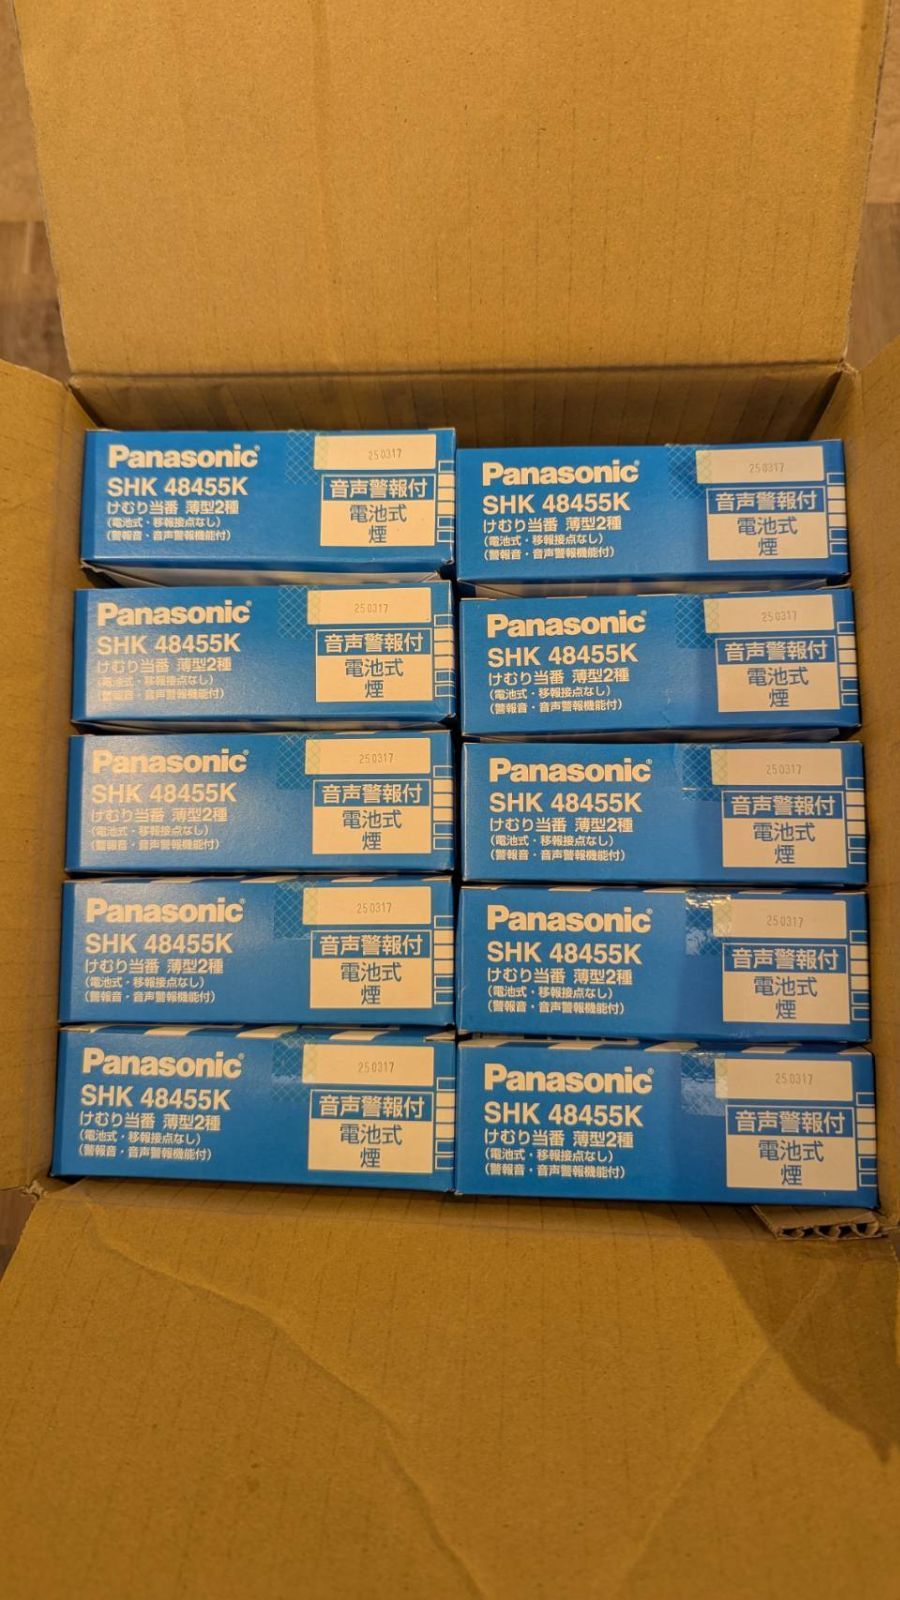 Panasonic®
250317
SHK 48455K
音声警報付
けむり当番 薄型2種
電池式
(電池式・移報接点なし)
煙
(警報音・音声警報機能付)
Panasonic®
250317
SHK 48455K
音声警報付
けむり当番 薄型2種
電池式
(電池式・移報接点なし)
煙
(警報音・音声警報機能付)
Panasonic®
250317
SHK 48455K
音声警報付
けむり当番 薄型2種
電池式
(電池式・移報接点なし)
煙
(警報音・音声警報機能付)
Panasonic®
250317
SHK 48455K
音声警報付
けむり当番 薄型2種
電池式
(電池式・移報接点なし)
煙
(警報音・音声警報機能付)
Panasonic®
250317
SHK 48455K
音声警報付
けむり当番 薄型2種
電池式
(電池式・移報接点なし)
煙
(警報音・音声警報機能付)
Panasonic®
250317
SHK 48455K
音声警報付
けむり当番 薄型2種
電池式
(電池式・移報接点なし)
煙
(警報音・音声警報機能付)
Panasonic®
250317
SHK 48455K
音声警報付
けむり当番 薄型2種
電池式
(電池式・移報接点なし)
煙
(警報音・音声警報機能付)
Panasonic®
250317
SHK 48455K
音声警報付
けむり当番 薄型2種
電池式
(電池式・移報接点なし)
煙
(警報音・音声警報機能付)
Panasonic®
250317
SHK 48455K
音声警報付
けむり当番 薄型2種
電池式
(電池式・移報接点なし)
煙
(警報音・音声警報機能付)
Panasonic®
250317
SHK 48455K
音声警報付
けむり当番 薄型2種
電池式
(電池式・移報接点なし)
煙
(警報音・音声警報機能付)